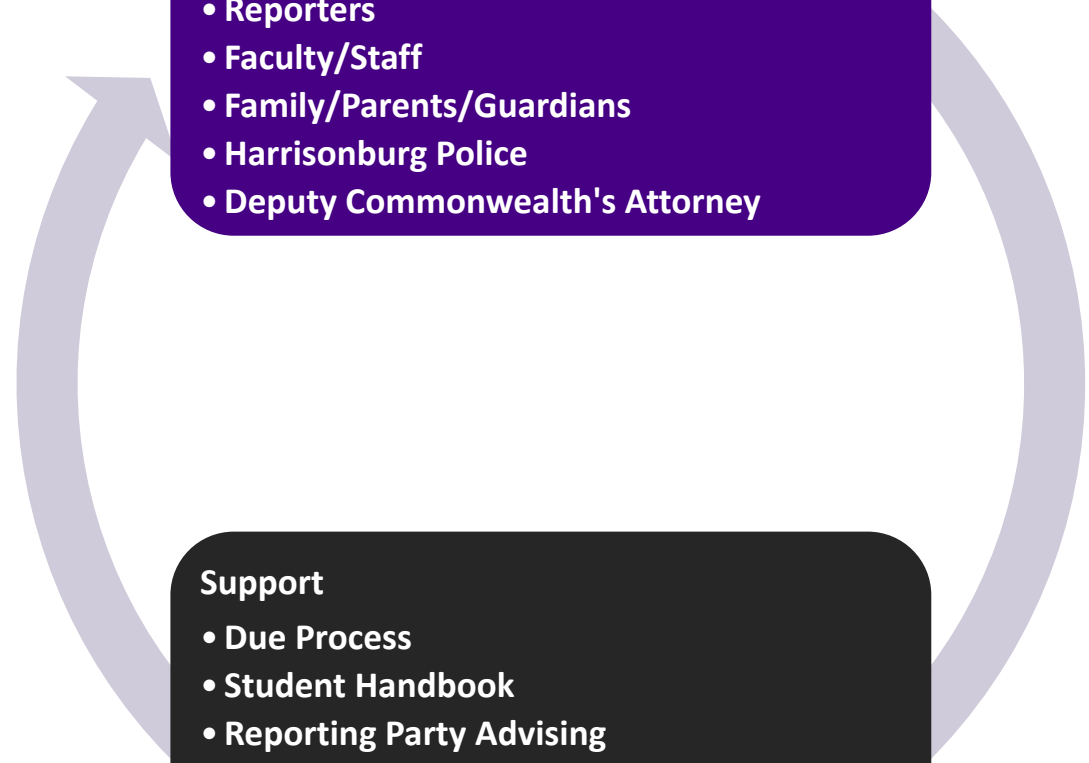 • Reporters
• Faculty/Staff
• Family/Parents/Guardians
• Harrisonburg Police
• Deputy Commonwealth's Attorney
Support
• Due Process
• Student Handbook
• Reporting Party Advising